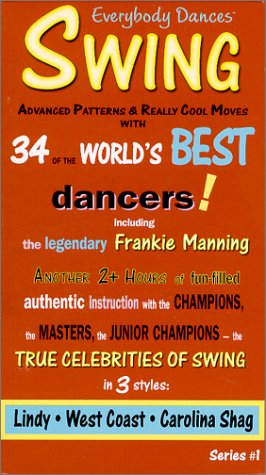 Everybody Dances™
SWING
ADVANCED PATTERNS & REALLY COOL MOVES
WITH
34 OF THE WORLD'S BEST
dancers!
including
the legendary Frankie Manning
ANOTHER 2+ HOURS of fun-filled
authentic instruction with the CHAMPIONS,
the MASTERS, the JUNIOR CHAMPIONS – the
TRUE CELEBRITIES OF SWING
in 3 styles:
Lindy • West Coast • Carolina Shag
Series #1